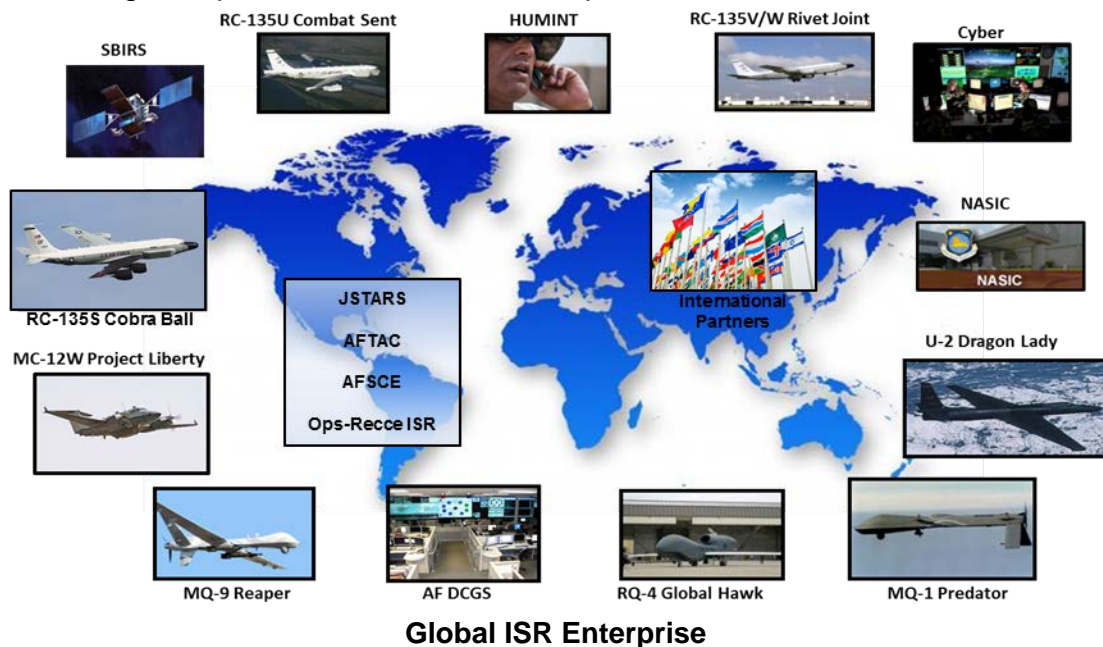 RC-135U Combat Sent
HUMINT
RC-135V/W Rivet Joint
Cyber
SBIRS
NASIC
NASIC
RC-135S Cobra Ball
JSTARS
AFTAC
AFSCE
Ops-Recce ISR
International
Partners
MC-12W Project Liberty
U-2 Dragon Lady
MQ-9 Reaper
AF DCGS
RQ-4 Global Hawk
MQ-1 Predator
Global ISR Enterprise